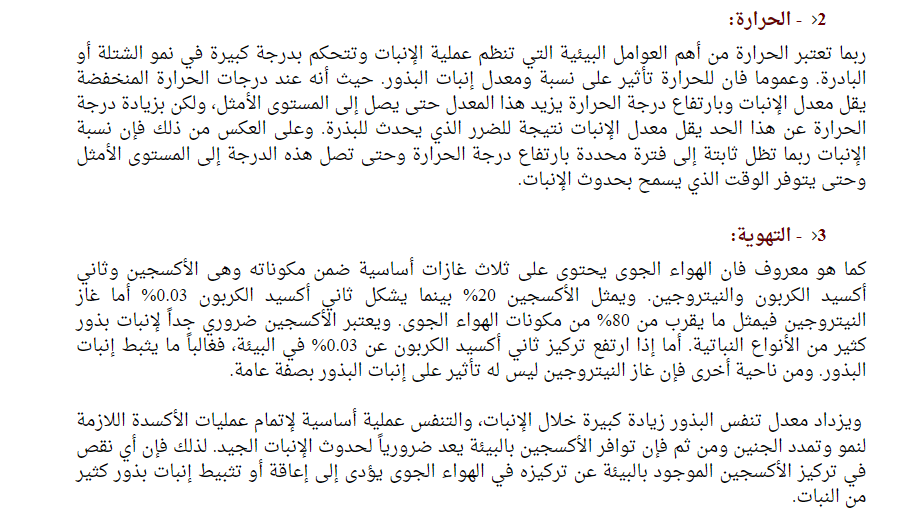 2> - الحرارة:
ربما تعتبر الحرارة من أهم العوامل البيئية التي تنظم عملية الإنبات وتتحكم بدرجة كبيرة في نمو الشتلة أو
البادرة. وعموما فان للحرارة تأثير على نسبة ومعدل إنبات البذور. حيث أنه عند درجات الحرارة المنخفضة
يقل معدل الإنبات وبارتفاع درجة الحرارة يزيد هذا المعدل حتى يصل إلى المستوى الأمثل، ولكن بزيادة درجة
الحرارة عن هذا الحد يقل معدل الإنبات نتيجة للضرر الذي يحدث للبذرة. وعلى العكس من ذلك فإن نسبة
الإنبات ربما تظل ثابتة إلى فترة محددة بارتفاع درجة الحرارة وحتى تصل هذه الدرجة إلى المستوى الأمثل
وحتى يتوفر الوقت الذي يسمح بحدوث الإنبات.
3> - التهوية:
كما هو معروف فان الهواء الجوى يحتوى على ثلاث غازات أساسية ضمن مكوناته وهى الأكسجين وثاني
أكسيد الكربون والنيتروجين. ويمثل الأكسجين 20% بينما يشكل ثاني أكسيد الكربون 0.03% أما غاز
النيتروجين فيمثل ما يقرب من 80% من مكونات الهواء الجوى. ويعتبر الأكسجين ضروري جداً لإنبات بذور
كثير من الأنواع النباتية. أما إذا ارتفع تركيز ثاني أكسيد الكربون عن 0.03% في البيئة، فغالباً ما يثبط إنبات
البذور. ومن ناحية أخرى فإن غاز النيتروجين ليس له تأثير على إنبات البذور بصفة عامة.
ويزداد معدل تنفس البذور زيادة كبيرة خلال الإنبات، والتنفس عملية أساسية لإتمام عمليات الأكسدة اللازمة
لنمو وتمدد الجنين ومن ثم فإن توافر الأكسجين بالبيئة يعد ضرورياً لحدوث الإنبات الجيد. لذلك فإن أي نقص
في تركيز الأكسجين الموجود بالبيئة عن تركيزه في الهواء الجوى يؤدى إلى إعاقة أو تثبيط إنبات بذور كثير
من النبات.